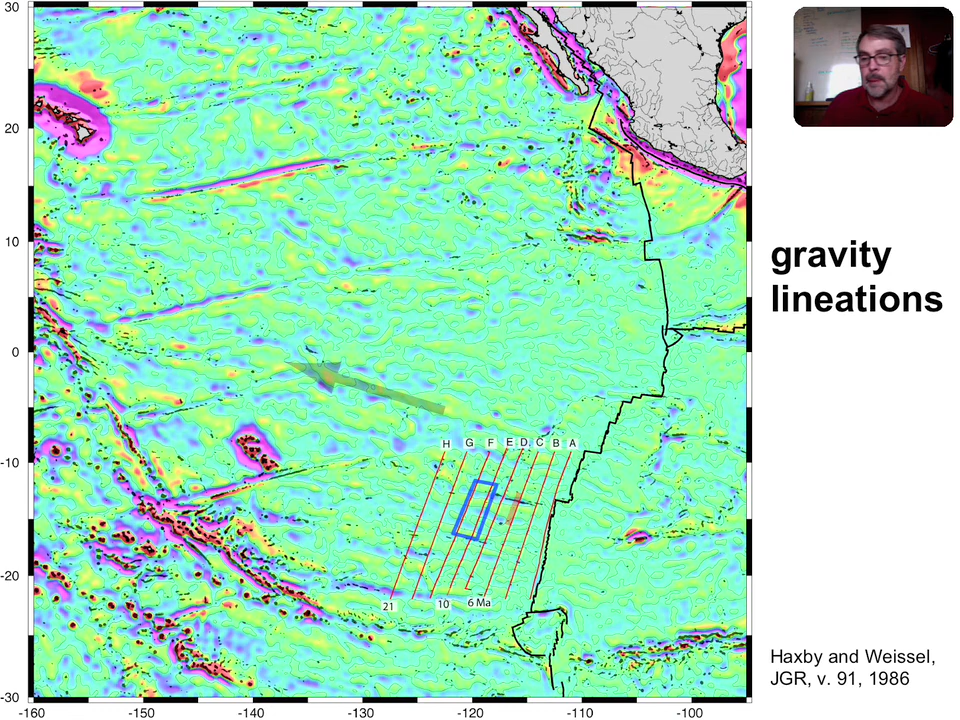 30
20
10
0
-10
-20
-30
-160
-150
-140
-130
-120
-110
-100
H G F E D C B A
21
10
6 Ma
gravity
lineations
Haxby and Weissel,
JGR, v. 91, 1986